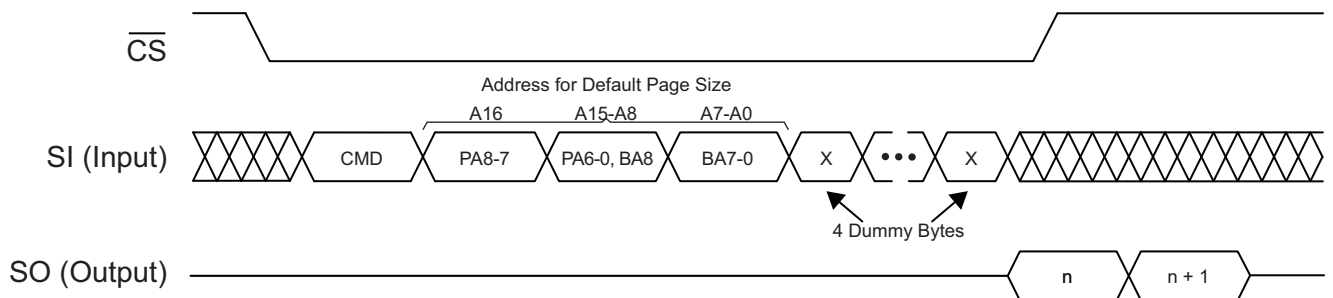 CS
Address for Default Page Size
A16 A15-A8 A7-A0
SI (Input) CMD PA8-7 PA6-0, BA8 BA7-0 X ••• X
4 Dummy Bytes
SO (Output) n n + 1